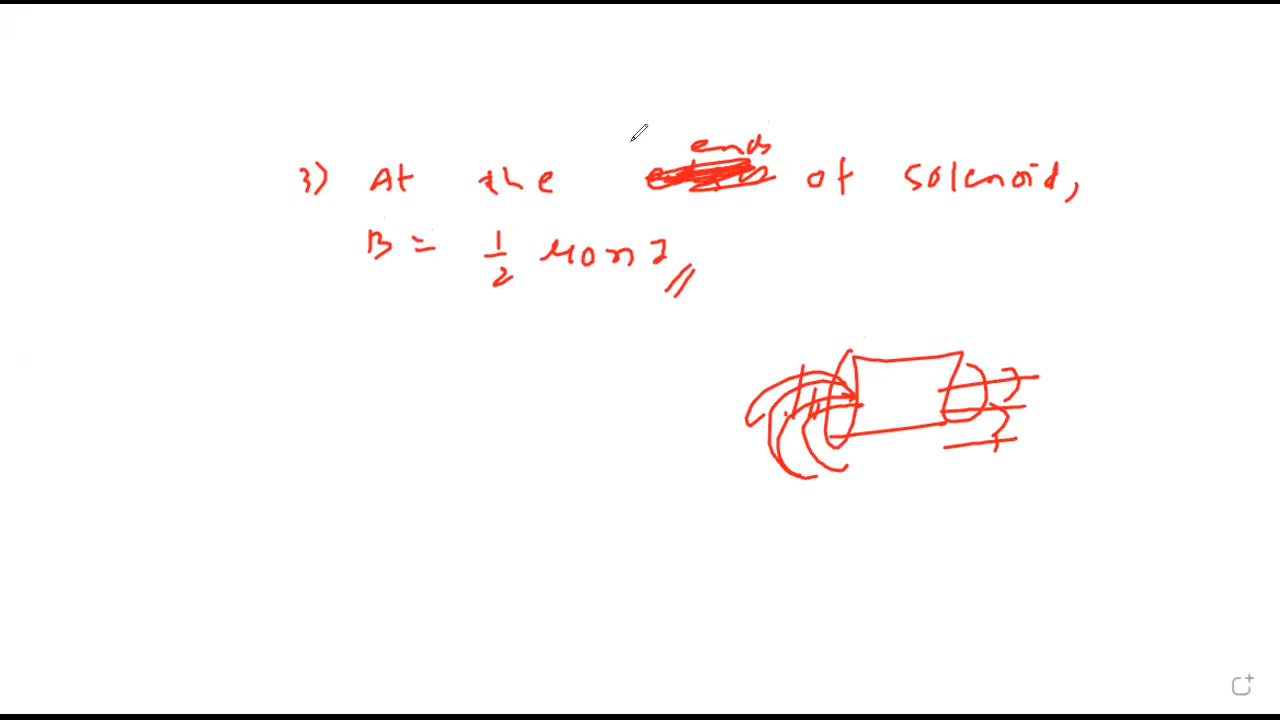 3) At the ends of solenoid,
B = 1/2 μ0nI